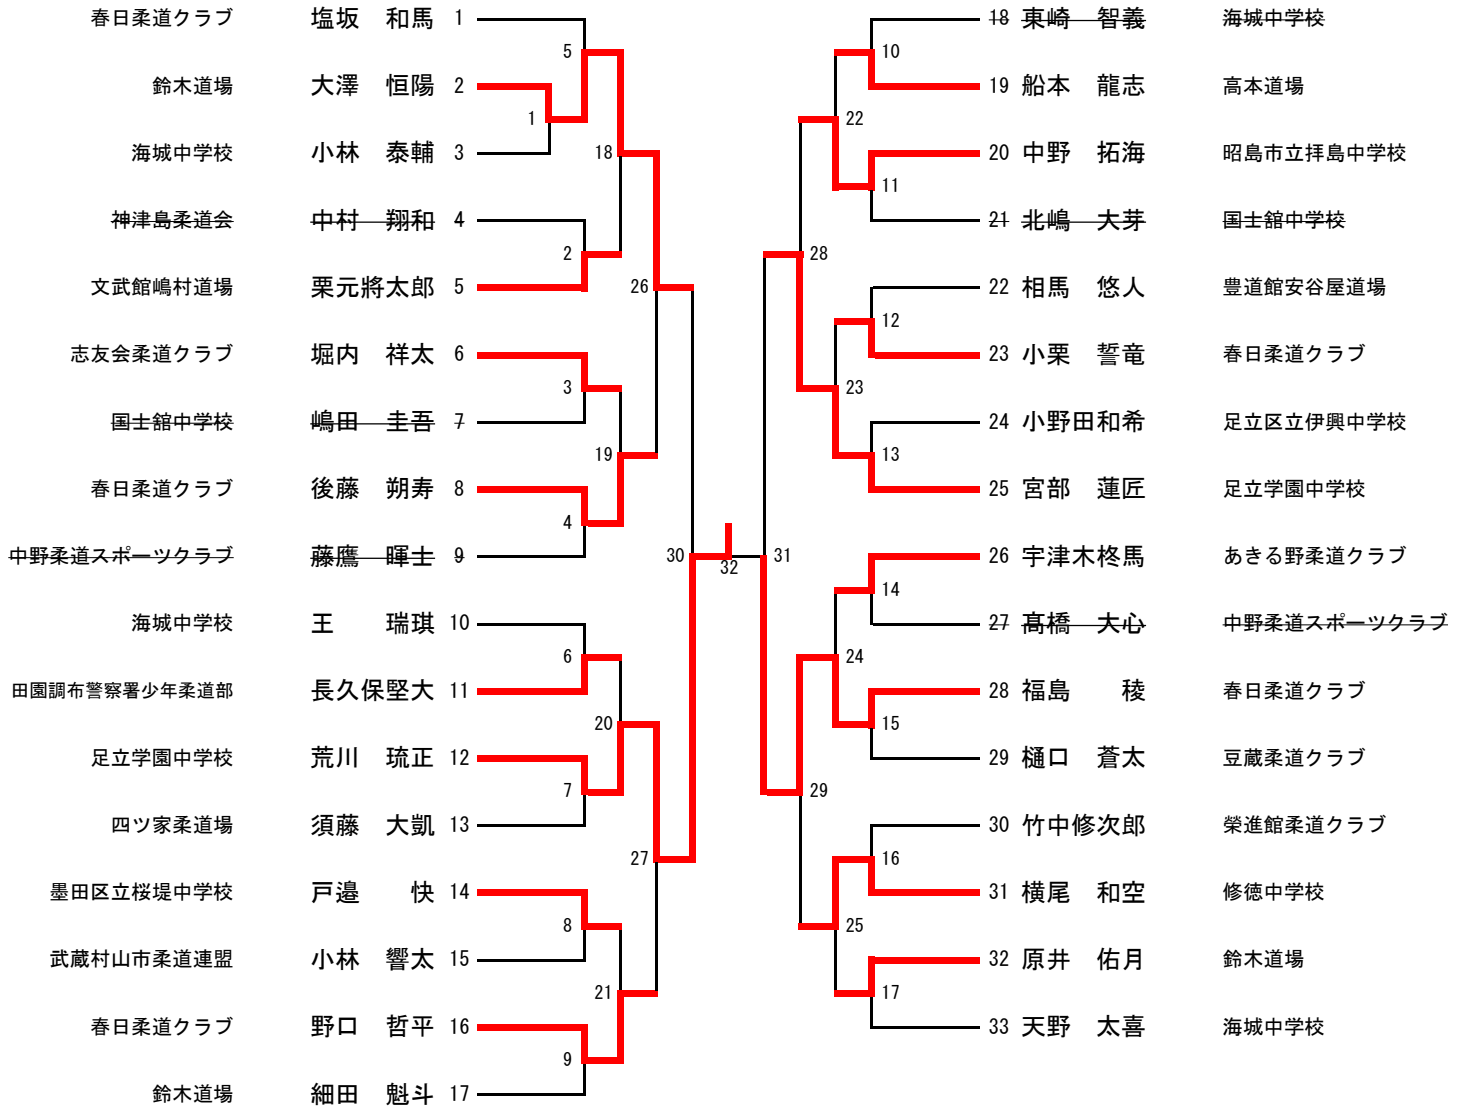 春日柔道クラブ 塩坂 和馬 1
鈴木道場 大澤 恒陽 2
海城中学校 小林 泰輔 3
神津島柔道会 中村 翔和 4
文武館嶋村道場 栗元將太郎 5
志友会柔道クラブ 堀内 祥太 6
国士舘中学校 嶋田 圭吾 7
春日柔道クラブ 後藤 朔寿 8
中野柔道スポーツクラブ 藤鷹 暉士 9
海城中学校 王 瑞琪 10
田園調布警察署少年柔道部 長久保堅大 11
足立学園中学校 荒川 琉正 12
四ツ家柔道場 須藤 大凱 13
墨田区立桜堤中学校 戸邉 快 14
武蔵村山市柔道連盟 小林 響太 15
春日柔道クラブ 野口 哲平 16
鈴木道場 細田 魁斗 17
5
1
18
2
26
3
19
4
30
6
20
7
27
8
21
9
32
10
22
11
28
12
23
13
31
14
24
15
29
16
25
17
18 東崎 智義 海城中学校
19 船本 龍志 高本道場
20 中野 拓海 昭島市立拝島中学校
21 北嶋 大芽 国士舘中学校
22 相馬 悠人 豊道館安谷屋道場
23 小栗 誓竜 春日柔道クラブ
24 小野田和希 足立区立伊興中学校
25 宮部 蓮匠 足立学園中学校
26 宇津木柊馬 あきる野柔道クラブ
27 髙橋 大心 中野柔道スポーツクラブ
28 福島 稜 春日柔道クラブ
29 樋口 蒼太 豆蔵柔道クラブ
30 竹中修次郎 榮進館柔道クラブ
31 横尾 和空 修徳中学校
32 原井 佑月 鈴木道場
33 天野 太喜 海城中学校